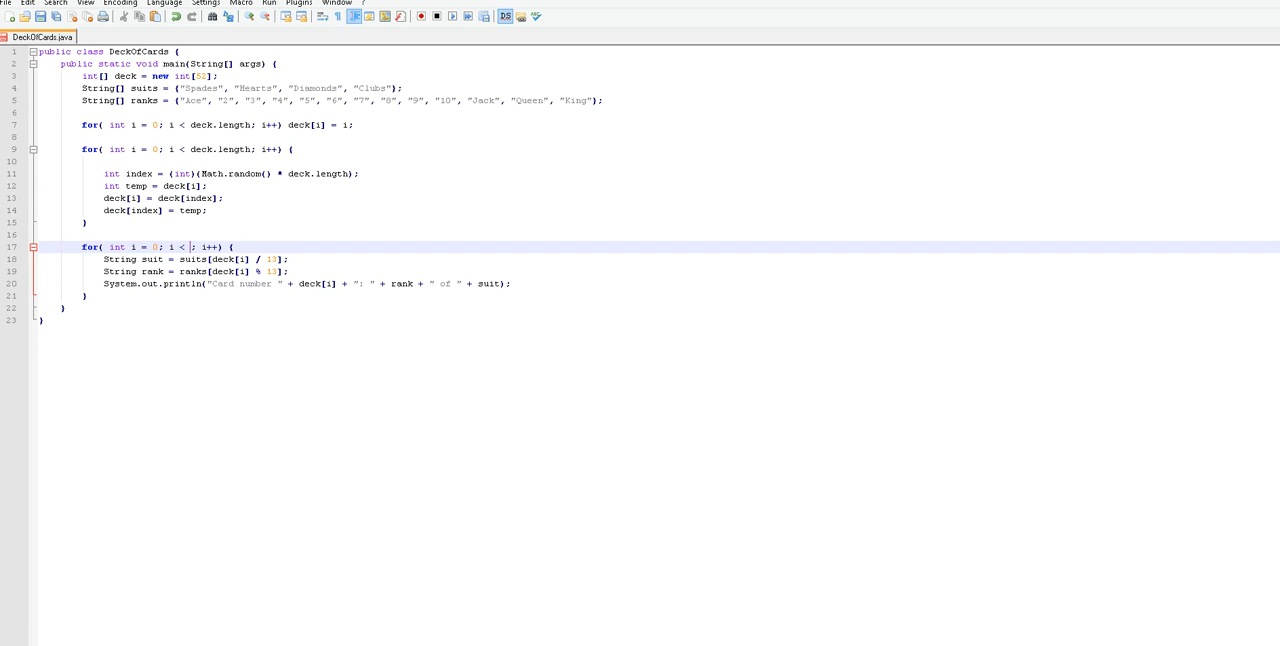 File Edit Search View Encoding Language Settings Macro Run Plugins Window ?
DeckOfCards.java
1 public class DeckOfCards {
2 public static void main(String[] args) {
3 int[] deck = new int[52];
4 String[] suits = {"Spades", "Hearts", "Diamonds", "Clubs"};
5 String[] ranks = {"Ace", "2", "3", "4", "5", "6", "7", "8", "9", "10", "Jack", "Queen", "King"};
6
7 for( int i = 0; i < deck.length; i++) deck[i] = i;
8
9 for( int i = 0; i < deck.length; i++) {
10
11 int index = (int)(Math.random() * deck.length);
12 int temp = deck[i];
13 deck[i] = deck[index];
14 deck[index] = temp;
15 }
16
17 for( int i = 0; i < ; i++) {
18 String suit = suits[deck[i] / 13];
19 String rank = ranks[deck[i] % 13];
20 System.out.println("Card number " + deck[i] + ": " + rank + " of " + suit);
21 }
22 }
23 }